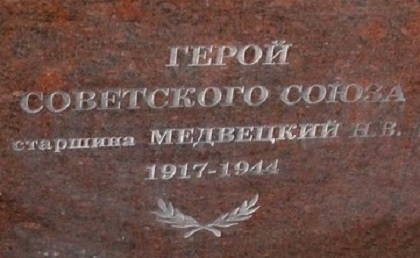 ГЕРОЙ
СОВЕТСКОГО СОЮЗА
старшина МЕДВЕЦКИЙ Н.В.
1917-1944